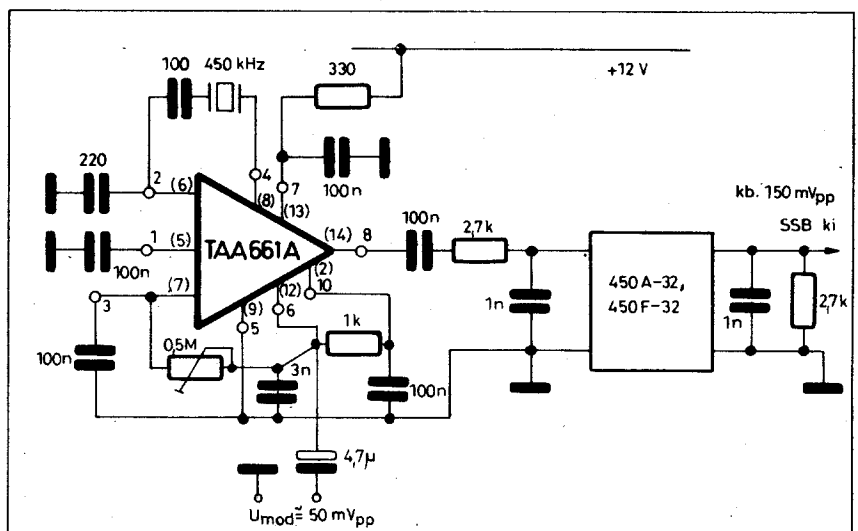 100 450 kHz
330
+12 V
220
2 (6)
4
(8)
7
(13)
100n
kb. 150 mVpp
SSB ki
1 (5)
TAA661A
(14) 8
100n
2,7k
100n
(7)
3
(2)
10
(12)
6
(9)
5
1n
450 A-32,
450 F-32
1n
2,7k
100n
0,5M
3n
1k
100n
4,7µ
Umod ≅ 50 mVpp